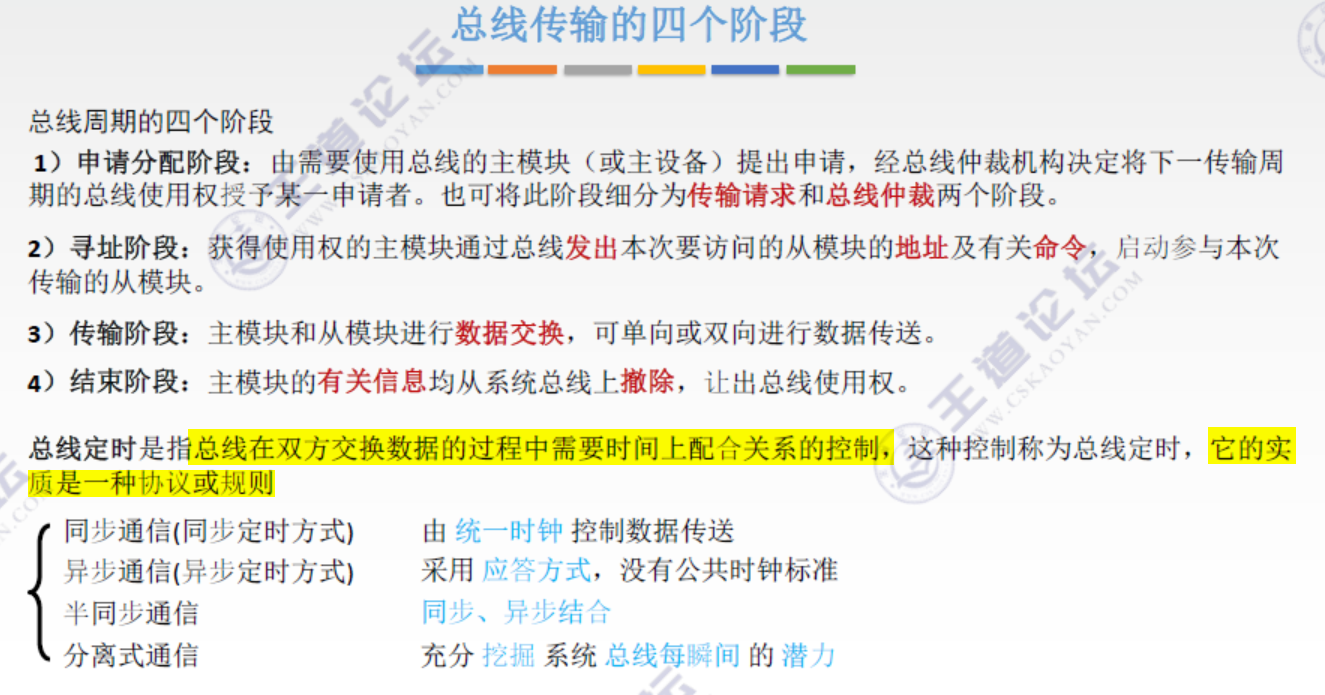 总线传输的四个阶段
总线周期的四个阶段
1）申请分配阶段：由需要使用总线的主模块（或主设备）提出申请，经总线仲裁机构决定将下一传输周
期的总线使用权授予某一申请者。也可将此阶段细分为传输请求和总线仲裁两个阶段。
2）寻址阶段：获得使用权的主模块通过总线发出本次要访问的从模块的地址及有关命令，启动参与本次
传输的从模块。
3）传输阶段：主模块和从模块进行数据交换，可单向或双向进行数据传送。
4）结束阶段：主模块的有关信息均从系统总线上撤除，让出总线使用权。
总线定时是指总线在双方交换数据的过程中需要时间上配合关系的控制，这种控制称为总线定时，它的实
质是一种协议或规则
同步通信(同步定时方式) 由 统一时钟 控制数据传送
异步通信(异步定时方式) 采用 应答方式，没有公共时钟标准
半同步通信 同步、异步结合
分离式通信 充分 挖掘 系统 总线每瞬间 的 潜力
王道论坛
WWW.CSKAOYAN.COM
王道论坛
WWW.CSKAOYAN.COM